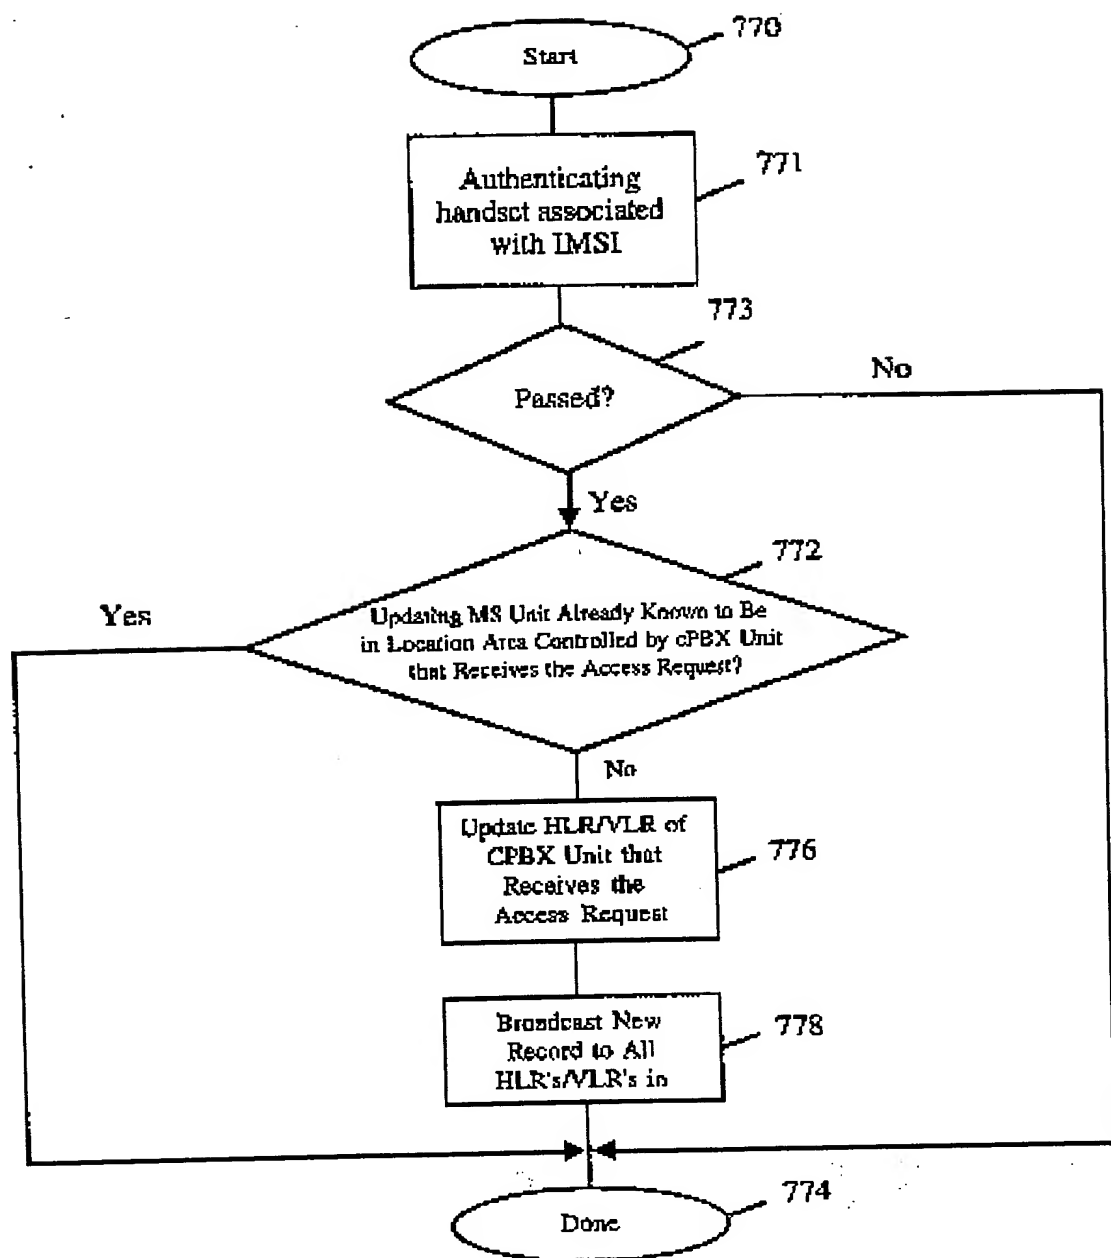 770
Start
771
Authenticating
handset associated
with IMSI
773
No
Passed?
Yes
772
Yes
Updating MS Unit Already Known to Be
in Location Area Controlled by cPBX Unit
that Receives the Access Request?
No
Update HLR/VLR of
CPBX Unit that
Receives the
Access Request
776
Broadcast New
Record to All
HLR's/VLR's in
778
774
Done